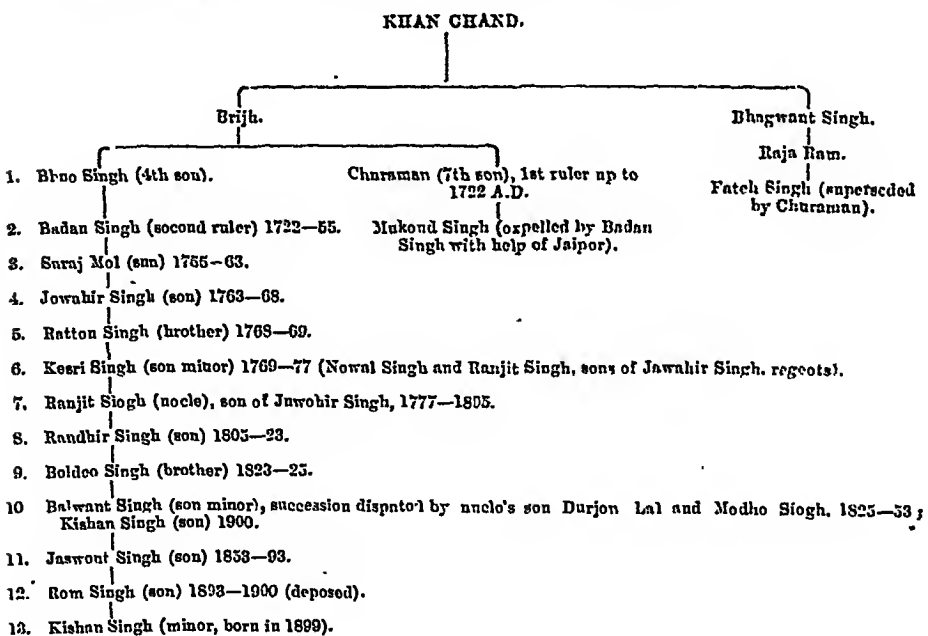 KHAN CHAND.
Brijh.
Bhagwant Singh.
Raja Ram.
1. Bhao Singh (4th son).
Churaman (7th son), 1st ruler up to
1722 A.D.
Fateh Singh (superseded
by Churaman).
2. Badan Singh (second ruler) 1722—55.
Mukond Singh (expelled by Badan
Singh with help of Jaipor).
3. Suraj Mol (son) 1755—63.
4. Jowahir Singh (son) 1763—68.
5. Ratton Singh (brother) 1768—69.
6. Kesri Singh (son minor) 1769—77 (Nowal Singh and Ranjit Singh, sons of Jawahir Singh. regents).
7. Ranjit Singh (uncle), son of Jawohir Singh, 1777—1805.
8. Randhir Singh (son) 1805—23.
9. Boldeo Singh (brother) 1823—25.
10 Balwant Singh (son minor), succession disputed by uncle's son Durjon Lal and Modho Singh. 1825—53;
Kishan Singh (son) 1900.
11. Jaswont Singh (son) 1853—93.
12. Rom Singh (son) 1893—1900 (deposed).
13. Kishan Singh (minor, born in 1899).